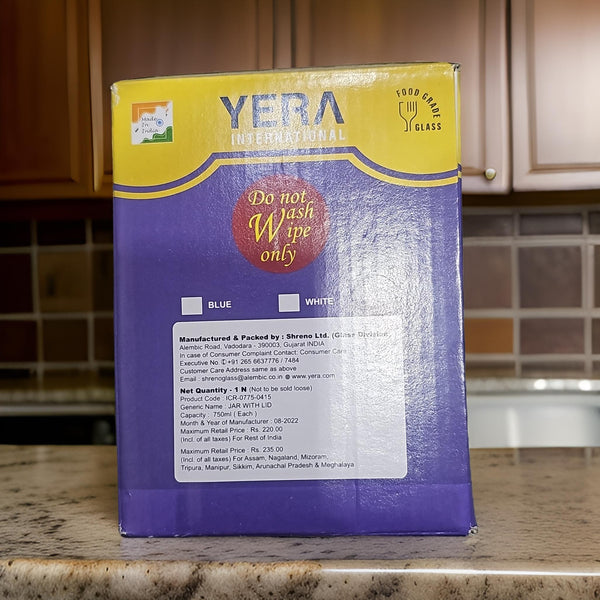 Made
In
India
YERA
INTERNATIONAL
FOOD GRADE
GLASS
Do not
Wash
Wipe
only
BLUE
WHITE
Manufactured & Packed by : Shreno Ltd. (Glass Division
Alembic Road, Vadodara - 390003, Gujarat INDIA
In case of Consumer Complaint Contact: Consumer Care
Executive No. ✆ +91 265 6637776 / 7484
Customer Care Address same as above
Email : shrenoglass@alembic.co.in www.yera.com
Net Quantity - 1 N (Not to be sold loose)
Product Code : ICR-0775-0415
Generic Name : JAR WITH LID
Capacity : 750ml ( Each )
Month & Year of Manufacturer : 08-2022
Maximum Retail Price : Rs. 220.00
(Incl. of all taxes) For Rest of India
Maximum Retail Price : Rs. 235.00
(Incl. of all taxes) For Assam, Nagaland, Mizoram,
Tripura, Manipur, Sikkim, Arunachal Pradesh & Meghalaya